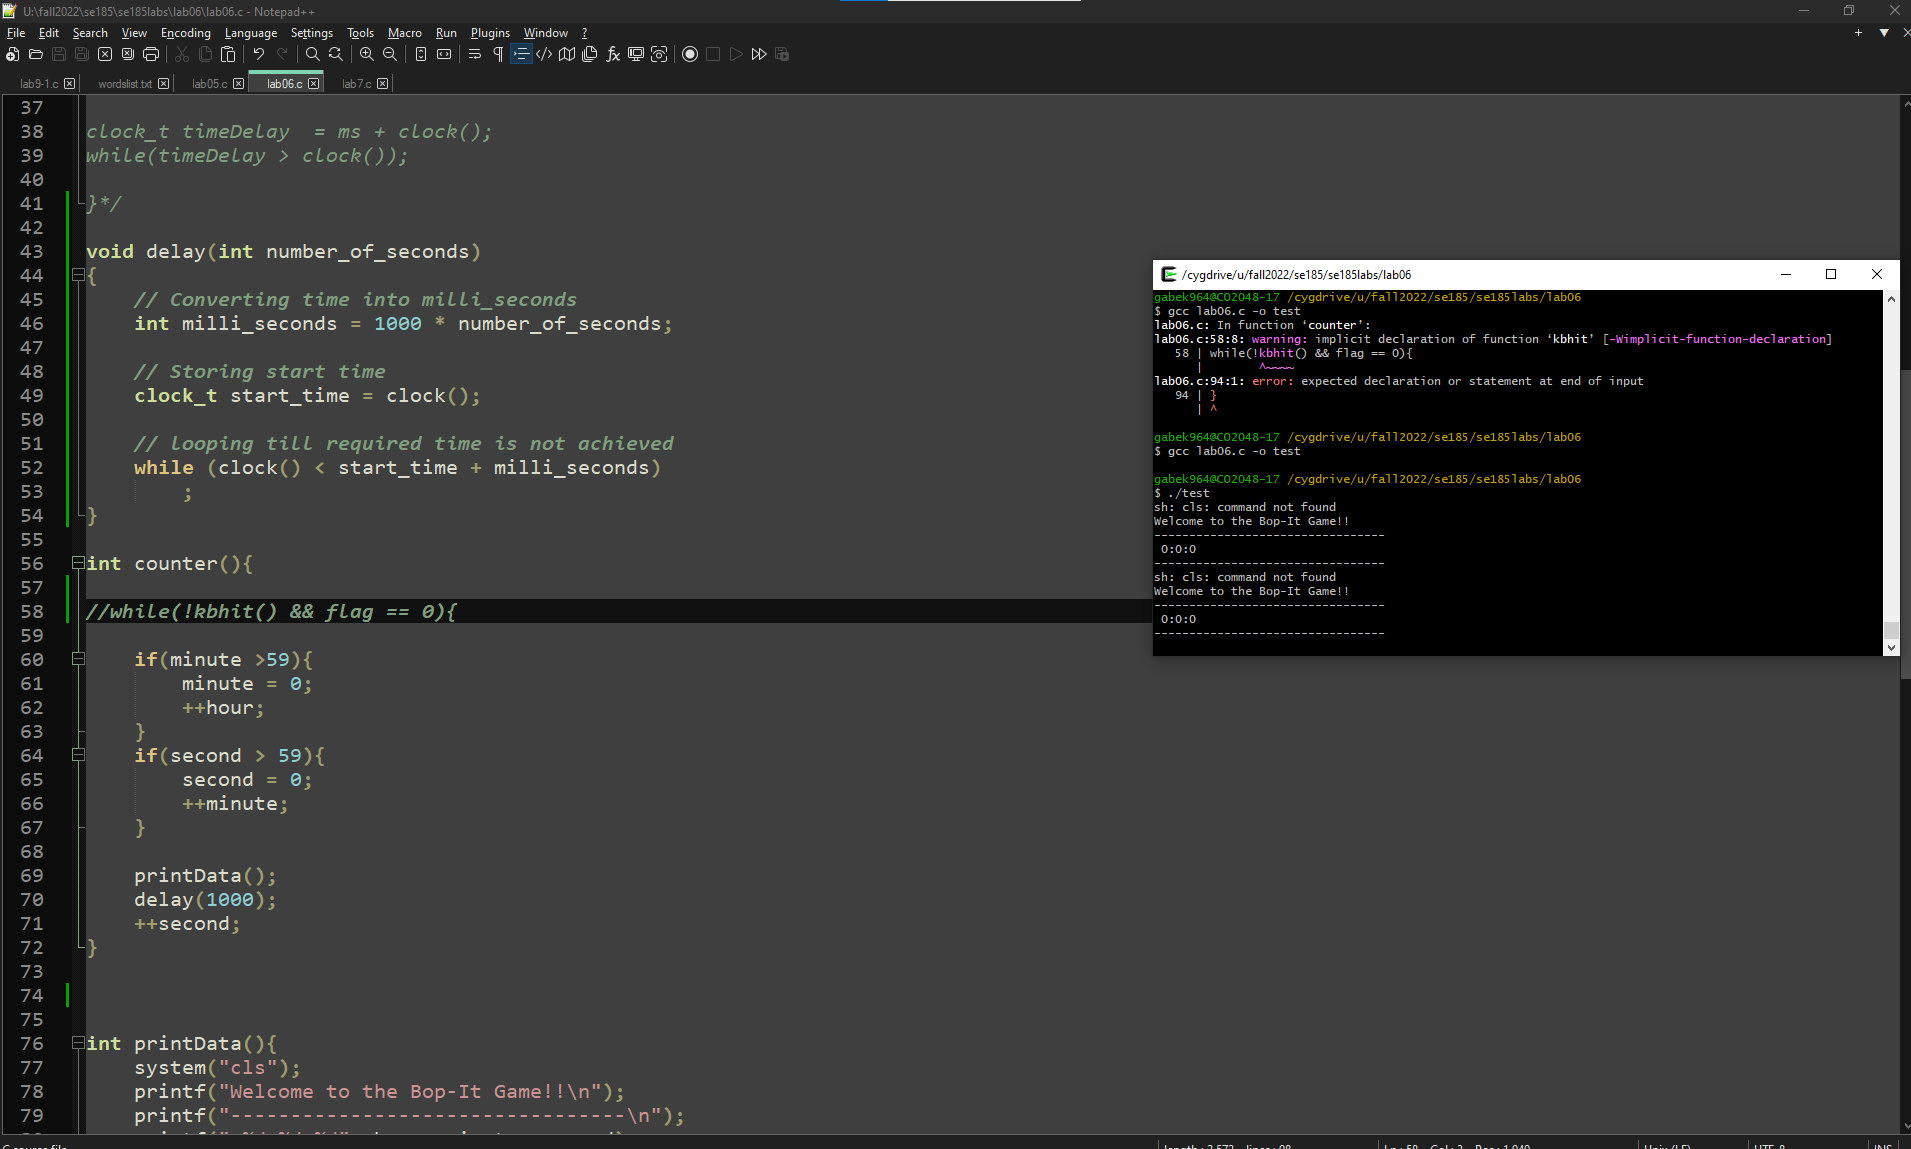 U:\fall2022\se185\se185labs\lab06\lab06.c - Notepad++
File Edit Search View Encoding Language Settings Tools Macro Run Plugins Window ?
lab9-1.c wordslist.txt lab05.c lab06.c lab7.c
37
38 clock_t timeDelay  = ms + clock();
39 while(timeDelay > clock());
40
41 }*/
42
43 void delay(int number_of_seconds)
44 {
45     // Converting time into milli_seconds
46     int milli_seconds = 1000 * number_of_seconds;
47
48     // Storing start time
49     clock_t start_time = clock();
50
51     // looping till required time is not achieved
52     while (clock() < start_time + milli_seconds)
53         ;
54 }
55
56 int counter(){
57
58 //while(!kbhit() && flag == 0){
59
60     if(minute >59){
61         minute = 0;
62         ++hour;
63     }
64     if(second > 59){
65         second = 0;
66         ++minute;
67     }
68
69     printData();
70     delay(1000);
71     ++second;
72 }
73
74
75
76 int printData(){
77     system("cls");
78     printf("Welcome to the Bop-It Game!!\n");
79     printf("---------------------------------\n");
/cygdrive/u/fall2022/se185/se185labs/lab06
gabek964@CO2048-17 /cygdrive/u/fall2022/se185/se185labs/lab06
$ gcc lab06.c -o test
lab06.c: In function ‘counter’:
lab06.c:58:8: warning: implicit declaration of function ‘kbhit’ [-Wimplicit-function-declaration]
58 | while(!kbhit() && flag == 0){
| ^~~~~
lab06.c:94:1: error: expected declaration or statement at end of input
94 | }
| ^
gabek964@CO2048-17 /cygdrive/u/fall2022/se185/se185labs/lab06
$ gcc lab06.c -o test
gabek964@CO2048-17 /cygdrive/u/fall2022/se185/se185labs/lab06
$ ./test
sh: cls: command not found
Welcome to the Bop-It Game!!
---------------------------------
0:0:0
---------------------------------
sh: cls: command not found
Welcome to the Bop-It Game!!
---------------------------------
0:0:0
---------------------------------